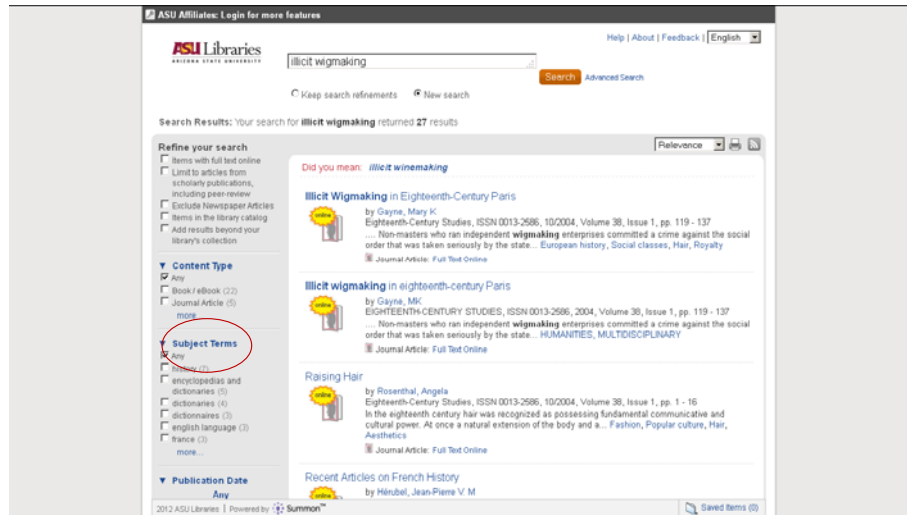 ASU Affiliates: Login for more features
Help | About | Feedback | English
ASU Libraries
ARIZONA STATE UNIVERSITY
illicit wigmaking
Search Advanced Search
Keep search refinements New search
Search Results: Your search for illicit wigmaking returned 27 results
Refine your search
Items with full text online
Limit to articles from
scholarly publications,
including peer-review
Exclude Newspaper Articles
Items in the library catalog
Add results beyond your
library's collection
Content Type
Any
Book / eBook (22)
Journal Article (5)
more...
Subject Terms
Any
history (7)
encyclopedias and
dictionaries (5)
dictionaries (4)
dictionnaires (3)
english language (3)
france (3)
more...
Publication Date
Any
Relevance
Did you mean: illicit winemaking
Illicit Wigmaking in Eighteenth-Century Paris
online
by Gayne, Mary K
Eighteenth-Century Studies, ISSN 0013-2586, 10/2004, Volume 38, Issue 1, pp. 119 - 137
.... Non-masters who ran independent wigmaking enterprises committed a crime against the social
order that was taken seriously by the state... European history, Social classes, Hair, Royalty
Journal Article: Full Text Online
Illicit wigmaking in eighteenth-century Paris
online
by Gayne, MK
EIGHTEENTH-CENTURY STUDIES, ISSN 0013-2586, 2004, Volume 38, Issue 1, pp. 119 - 137
.... Non-masters who ran independent wigmaking enterprises committed a crime against the social
order that was taken seriously by the state... HUMANITIES, MULTIDISCIPLINARY
Journal Article: Full Text Online
Raising Hair
online
by Rosenthal, Angela
Eighteenth-Century Studies, ISSN 0013-2586, 10/2004, Volume 38, Issue 1, pp. 1 - 16
In the eighteenth century hair was recognized as possessing fundamental communicative and
cultural power. At once a natural extension of the body and a... Fashion, Popular culture, Hair,
Aesthetics
Journal Article: Full Text Online
Recent Articles on French History
online
by Hérubel, Jean-Pierre V. M
2012 ASU Libraries | Powered by Summon™
Saved Items (0)